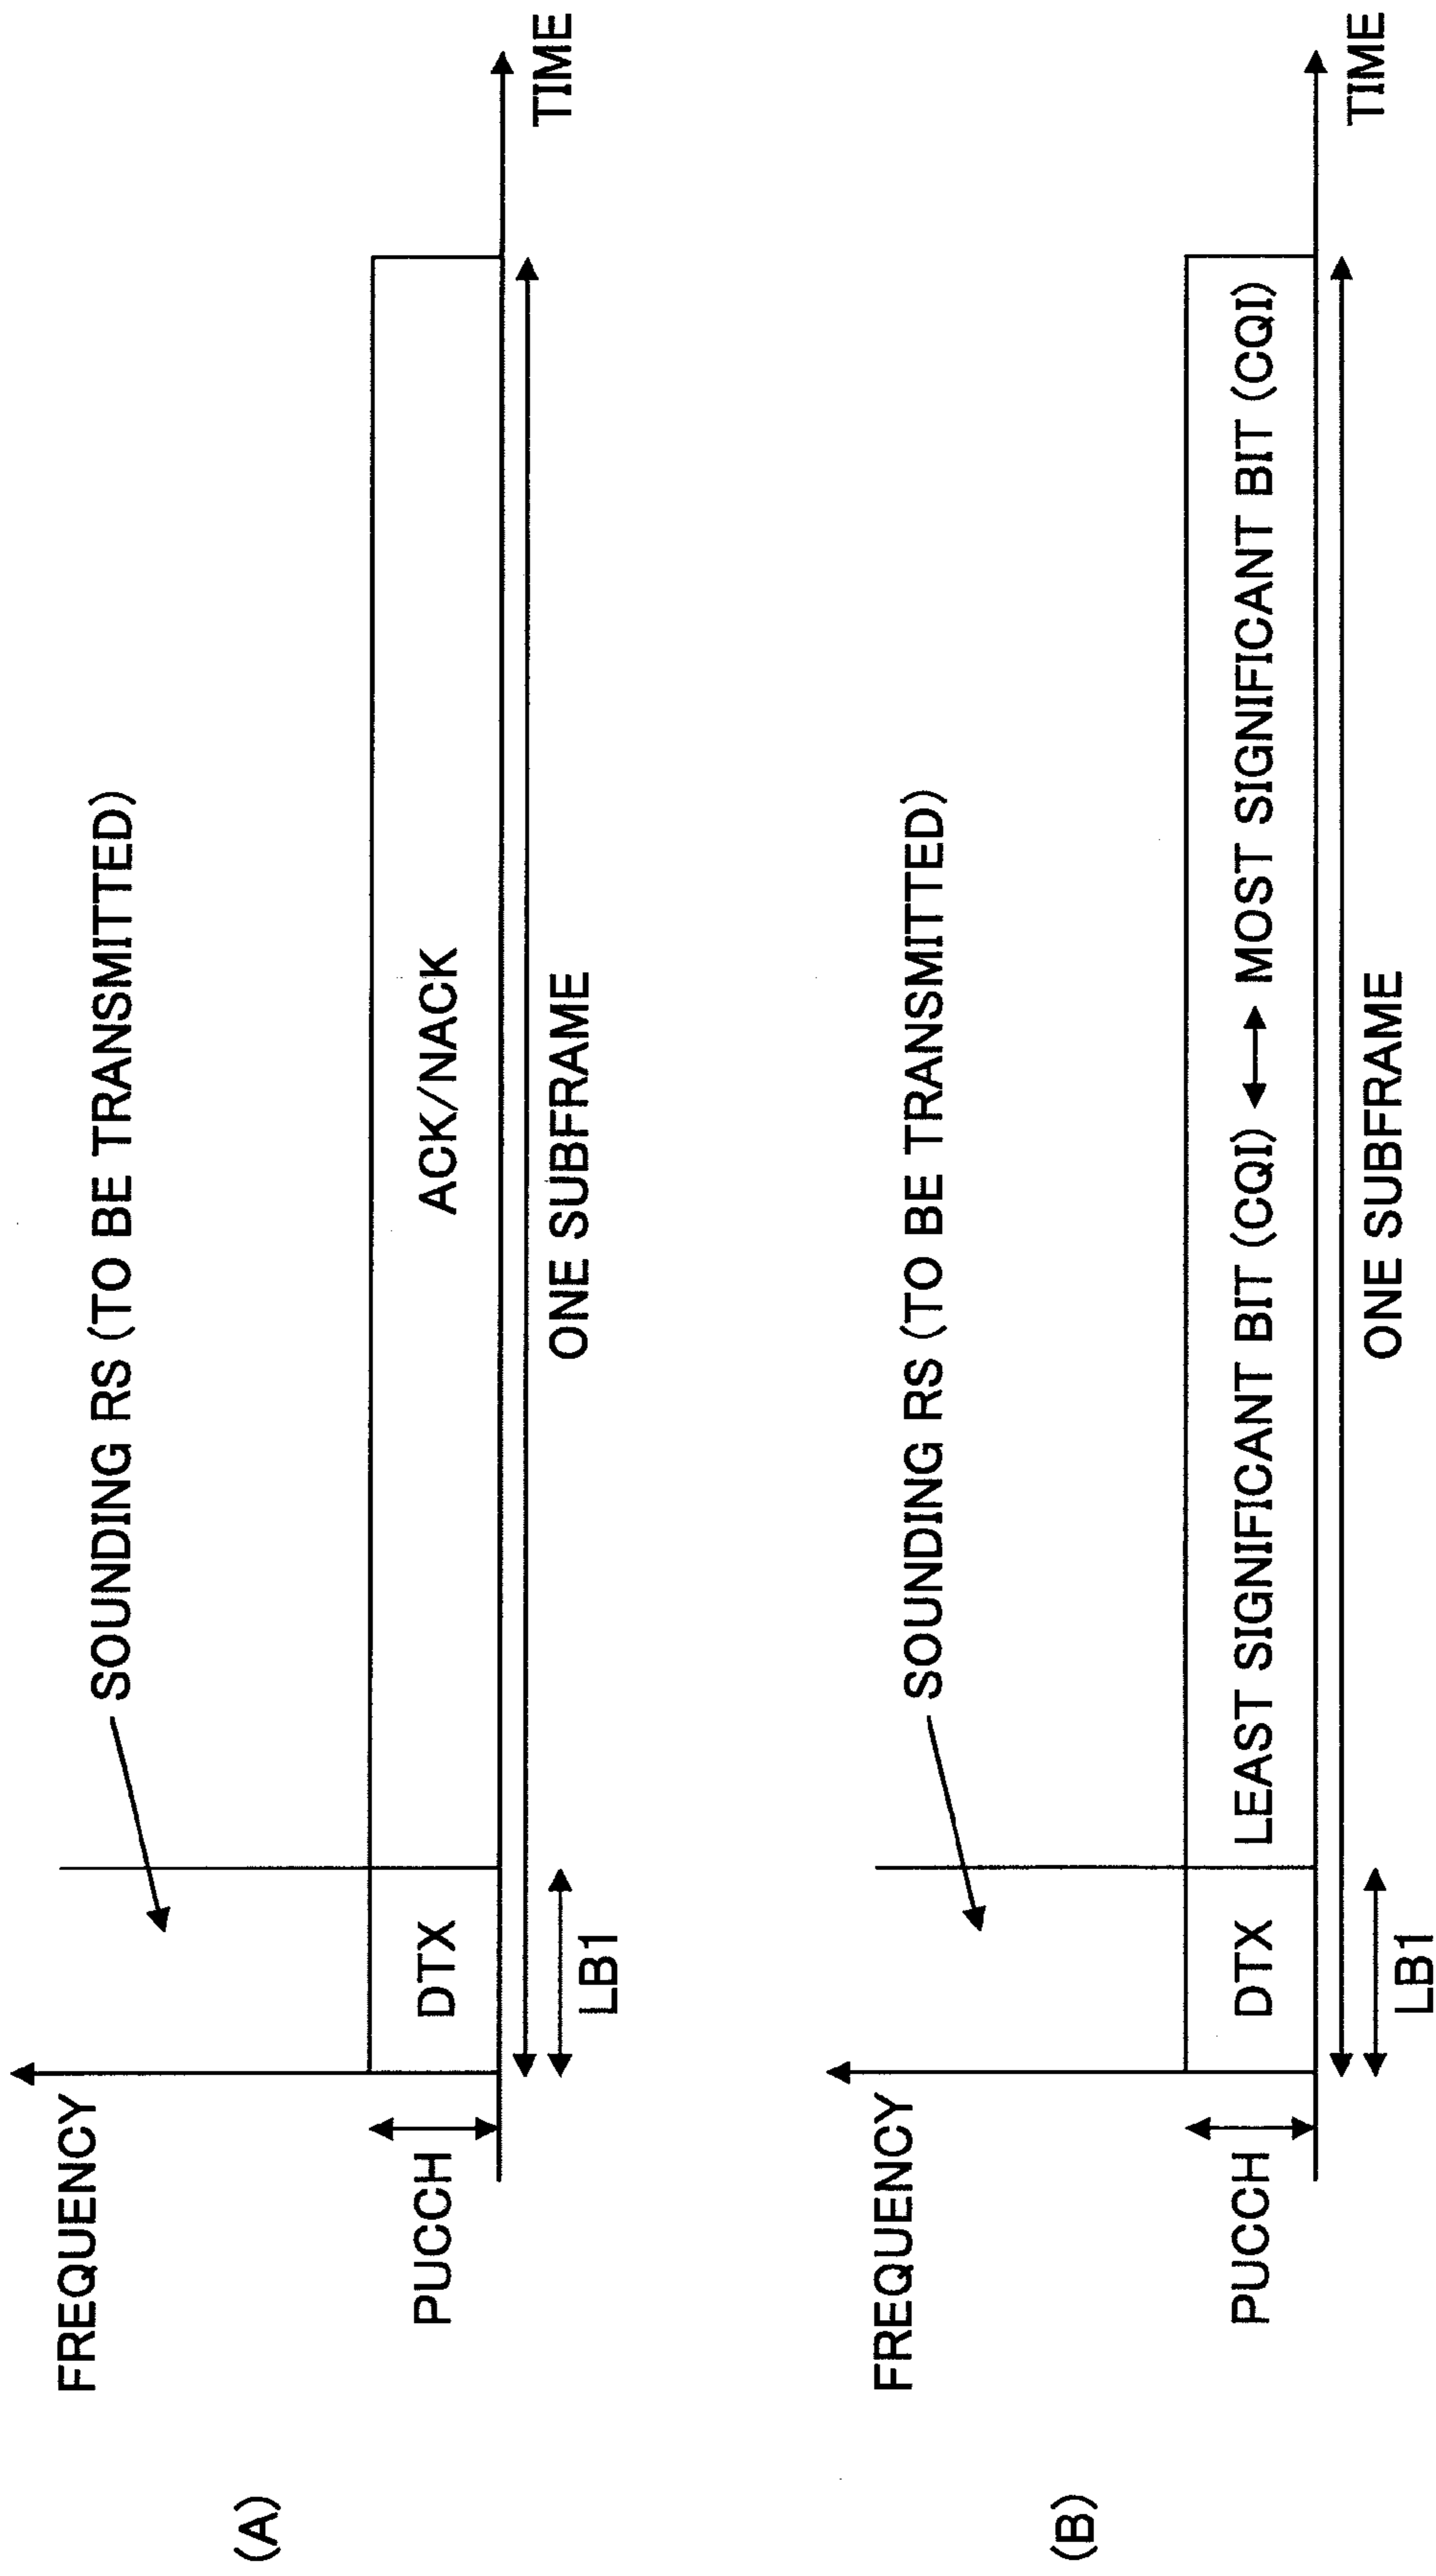 (A)
FREQUENCY
SOUNDING RS (TO BE TRANSMITTED)
PUCCH
DTX
ACK/NACK
TIME
LB1
ONE SUBFRAME
(B)
FREQUENCY
SOUNDING RS (TO BE TRANSMITTED)
PUCCH
DTX
LEAST SIGNIFICANT BIT (CQI) ↔ MOST SIGNIFICANT BIT (CQI)
TIME
LB1
ONE SUBFRAME